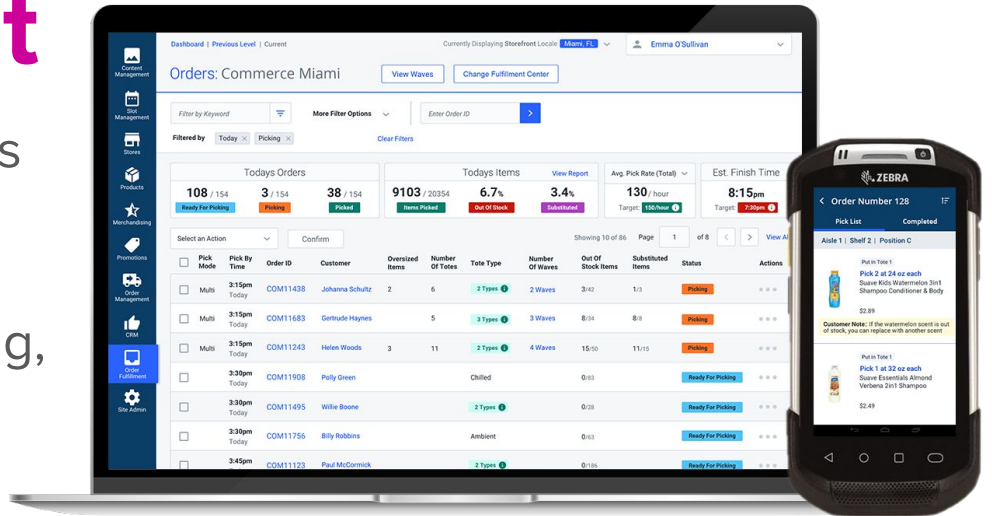 t
s
g,
Content
Management
Slot
Management
Stores
Products
Merchandising
Promotions
Order
Management
CRM
Order
Fulfillment
Site Admin
Dashboard | Previous Level | Current
Currently Displaying Storefront Locale Miami, FL
Emma O'Sullivan
Orders: Commerce Miami
View Waves
Change Fulfillment Center
Filter by Keyword
More Filter Options
Enter Order ID
Filtered by Today × Picking ×
Clear Filters
Todays Orders
108 / 154
Ready For Picking
3 / 154
Picking
38 / 154
Picked
Todays Items View Report
9103 / 20354
Items Picked
6.7%
Out Of Stock
3.4%
Substituted
Avg. Pick Rate (Total)
130 / hour
Target: 150/hour
Est. Finish Time
8:15pm
Target: 7:30pm
Select an Action
Confirm
Showing 10 of 86 Page 1 of 8 < > View Al
Pick Mode Pick By Time Order ID Customer Oversized Items Number Of Totes Tote Type Number Of Waves Out Of Stock Items Substituted Items Status Actions
Multi 3:15pm Today COM11438 Johanna Schultz 2 6 2 Types 2 Waves 3/42 1/3 Picking
Multi 3:15pm Today COM11683 Gertrude Haynes 5 3 Types 3 Waves 8/34 8/8 Picking
Multi 3:15pm Today COM11243 Helen Woods 3 11 2 Types 4 Waves 15/50 11/15 Picking
3:30pm Today COM11908 Polly Green Chilled 0/83 Ready For Picking
3:30pm Today COM11495 Willie Boone 2 Types 0/28 Ready For Picking
3:30pm Today COM11756 Billy Robbins Ambient 0/63 Ready For Picking
3:45pm Today COM11123 Paul McCormick 2 Types 0/186 Ready For Picking
ZEBRA
< Order Number 128
Pick List Completed
Aisle 1 | Shelf 2 | Position C
Put in Tote 1
Pick 2 at 24 oz each
Suave Kids Watermelon 3in1
Shampoo Conditioner & Body
$2.89
Customer Note: If the watermelon scent is out
of stock, you can replace with another scent
Put in Tote 1
Pick 1 at 32 oz each
Suave Essentials Almond
Verbena 2in1 Shampoo
$2.49